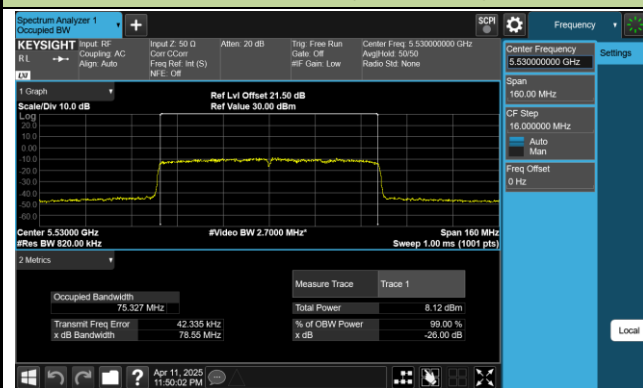 Spectrum Analyzer 1
Occupied BW
+
SCPI
Frequency
KEYSIGHT
RL
LXI
Input: RF
Coupling: AC
Align: Auto
Input Z: 50 Ω
Corr CCorr
Freq Ref: Int (S)
NFE: Off
Atten: 20 dB
Trig: Free Run
Gate: Off
#IF Gain: Low
Center Freq: 5.530000000 GHz
Avg|Hold: 50/50
Radio Std: None
Center Frequency
5.530000000 GHz
Settings
Span
160.00 MHz
CF Step
16.000000 MHz
Auto
Man
Freq Offset
0 Hz
Local
1 Graph
Scale/Div 10.0 dB
Ref Lvl Offset 21.50 dB
Ref Value 30.00 dBm
Log
20.0
10.0
0.00
-10.0
-20.0
-30.0
-40.0
-50.0
-60.0
Center 5.53000 GHz
#Video BW 2.7000 MHz*
Span 160 MHz
#Res BW 820.00 kHz
Sweep 1.00 ms (1001 pts)
2 Metrics
Measure Trace
Trace 1
Occupied Bandwidth
75.327 MHz
Total Power
8.12 dBm
Transmit Freq Error
42.335 kHz
% of OBW Power
99.00 %
x dB Bandwidth
78.55 MHz
x dB
-26.00 dB
?
Apr 11, 2025
11:50:02 PM